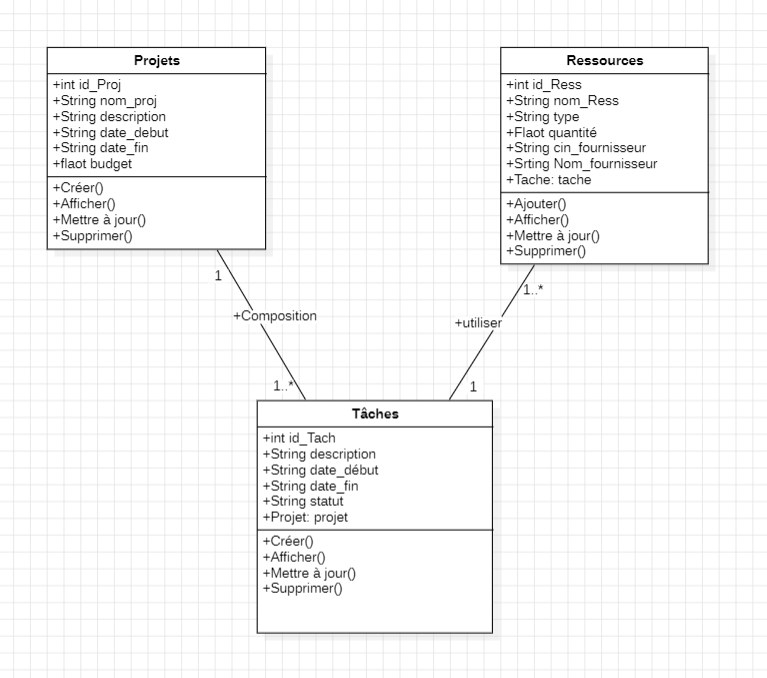 Projets
+int id_Proj
+String nom_proj
+String description
+String date_debut
+String date_fin
+flaot budget
+Créer()
+Afficher()
+Mettre à jour()
+Supprimer()
Ressources
+int id_Ress
+String nom_Ress
+String type
+Flaot quantité
+String cin_fournisseur
+Srting Nom_fournisseur
+Tache: tache
+Ajouter()
+Afficher()
+Mettre à jour()
+Supprimer()
1
+Composition
1..*
1..*
+utiliser
1
Tâches
+int id_Tach
+String description
+String date_début
+String date_fin
+String statut
+Projet: projet
+Créer()
+Afficher()
+Mettre à jour()
+Supprimer()